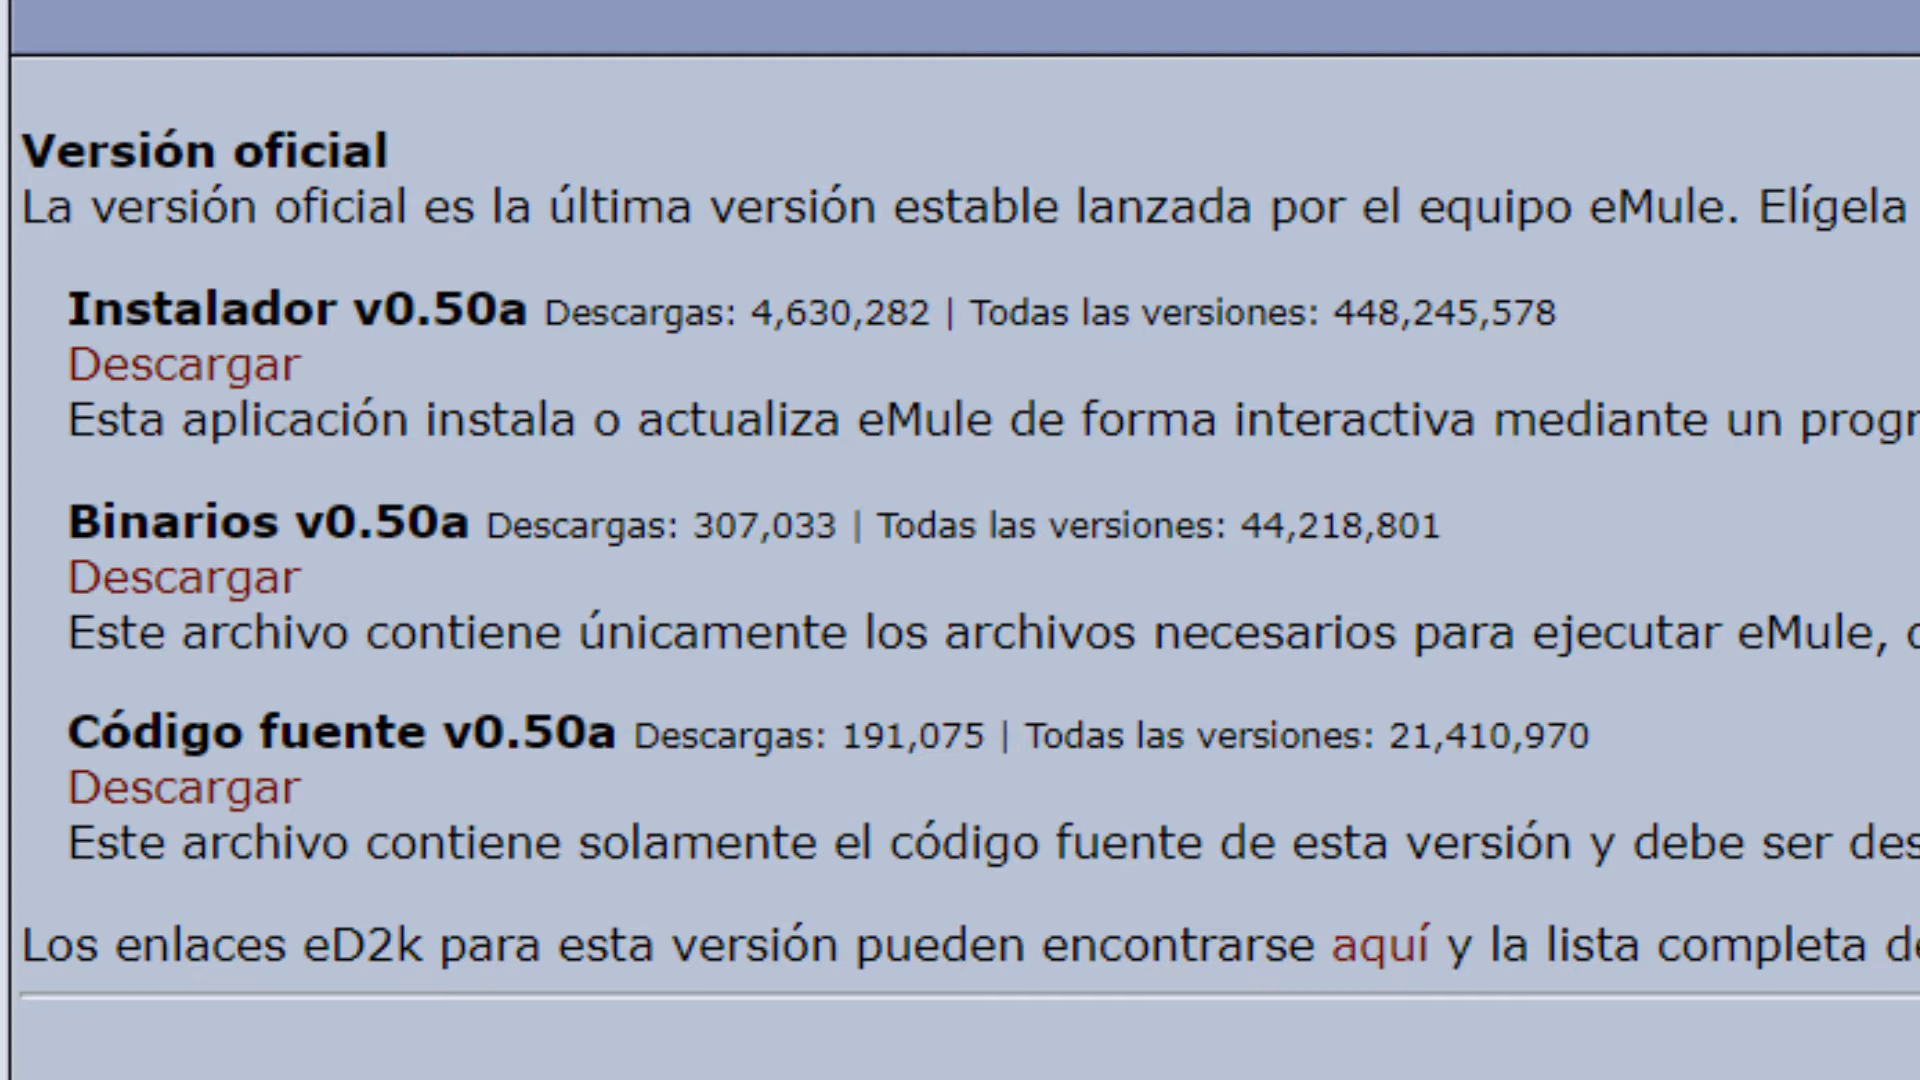 Versión oficial
La versión oficial es la última versión estable lanzada por el equipo eMule. Elígela
Instalador v0.50a Descargas: 4,630,282 | Todas las versiones: 448,245,578
Descargar
Esta aplicación instala o actualiza eMule de forma interactiva mediante un progr
Binarios v0.50a Descargas: 307,033 | Todas las versiones: 44,218,801
Descargar
Este archivo contiene únicamente los archivos necesarios para ejecutar eMule,
Código fuente v0.50a Descargas: 191,075 | Todas las versiones: 21,410,970
Descargar
Este archivo contiene solamente el código fuente de esta versión y debe ser des
Los enlaces eD2k para esta versión pueden encontrarse aquí y la lista completa de